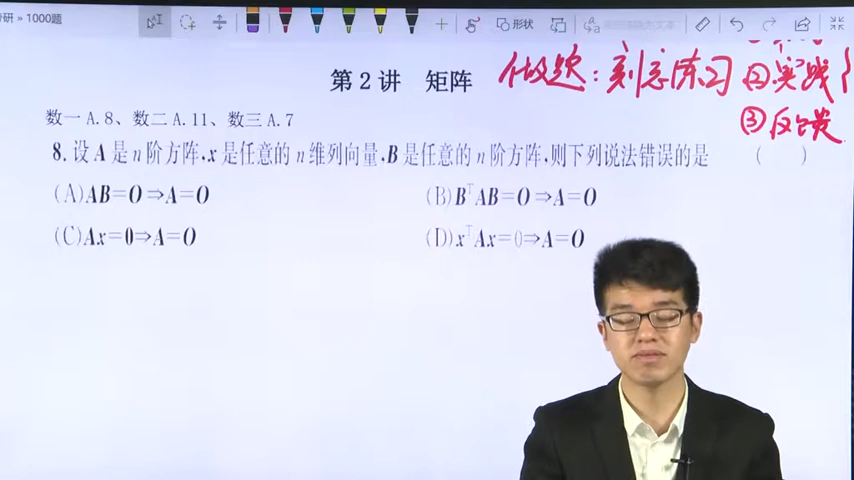 考研 » 1000题
形状
第2讲 矩阵
做题:刻意练习 ②实践
③反馈
数一 A.8、数二 A.11、数三 A.7
8.设 A 是 n 阶方阵,x 是任意的 n 维列向量,B 是任意的 n 阶方阵,则下列说法错误的是 ( )
(A)AB=O⇒A=O
(B)BᵀAB=O⇒A=O
(C)Ax=0⇒A=O
(D)xᵀAx=0⇒A=O